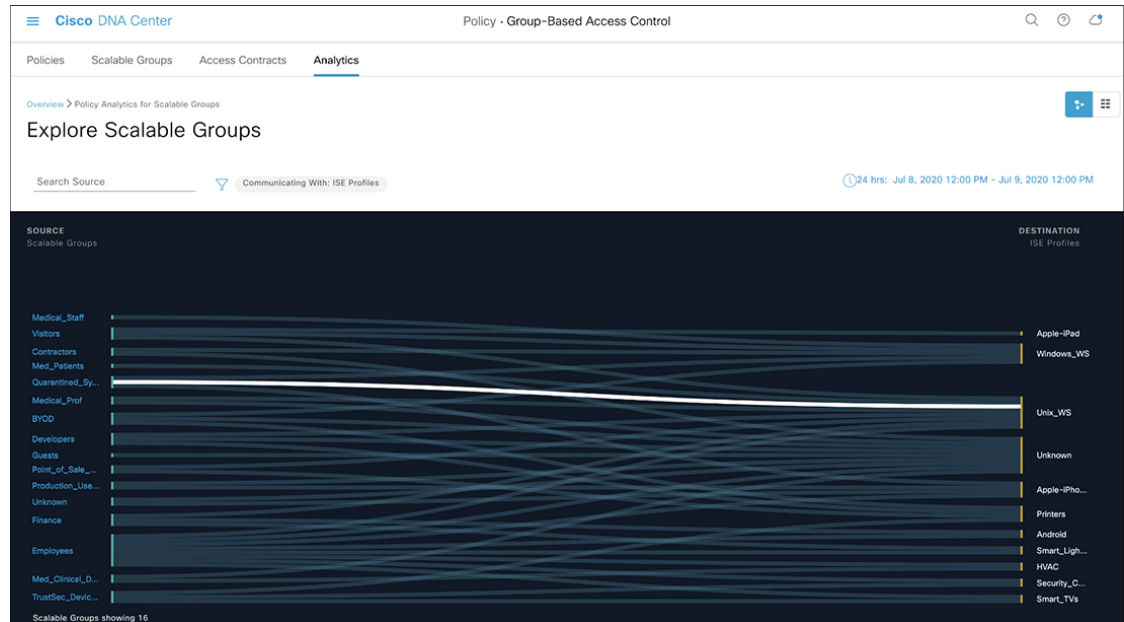 Cisco DNA Center
Policy · Group-Based Access Control
Policies Scalable Groups Access Contracts Analytics
Overview > Policy Analytics for Scalable Groups
Explore Scalable Groups
Search Source
Communicating With: ISE Profiles
24 hrs: Jul 8, 2020 12:00 PM - Jul 9, 2020 12:00 PM
SOURCE
Scalable Groups
DESTINATION
ISE Profiles
Medical_Staff
Visitors
Contractors
Med_Patients
Quarantined_Sy...
Medical_Prof
BYOD
Developers
Guests
Point_of_Sale_...
Production_Use...
Unknown
Finance
Employees
Med_Clinical_D...
TrustSec_Devic...
Apple-iPad
Windows_WS
Unix_WS
Unknown
Apple-iPho...
Printers
Android
Smart_Ligh...
HVAC
Security_C...
Smart_TVs
Scalable Groups showing 16